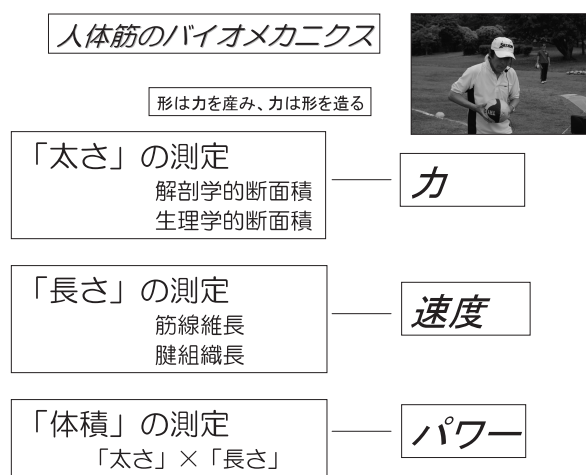 人体筋のバイオメカニクス
形は力を産み、力は形を造る
「太さ」の測定
解剖学的断面積
生理学的断面積
力
「長さ」の測定
筋線維長
腱組織長
速度
「体積」の測定
「太さ」×「長さ」
パワー